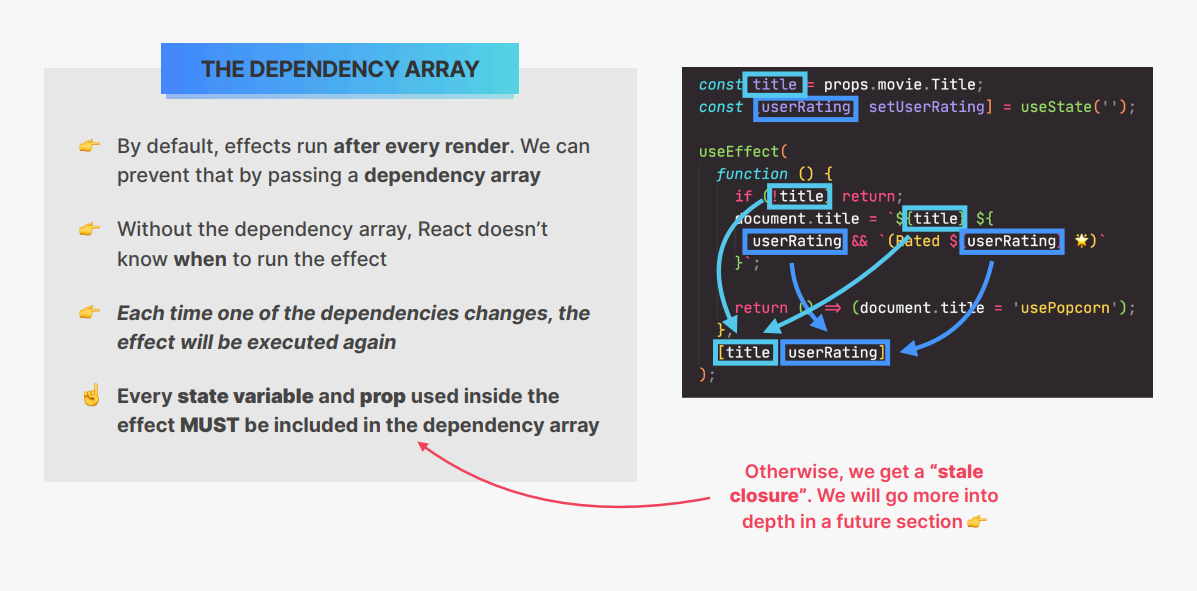 THE DEPENDENCY ARRAY
👉 By default, effects run after every render. We can
prevent that by passing a dependency array
👉 Without the dependency array, React doesn’t
know when to run the effect
👉 Each time one of the dependencies changes, the
effect will be executed again
☝️ Every state variable and prop used inside the
effect MUST be included in the dependency array
const title = props.movie.Title;
const [userRating, setUserRating] = useState('');
useEffect(
function () {
if (!title) return;
document.title = `${title} ${
userRating && `(Rated ${userRating} 🌟)`
}`;
return () => (document.title = 'usePopcorn');
},
[title, userRating]
);
Otherwise, we get a “stale
closure”. We will go more into
depth in a future section 👉